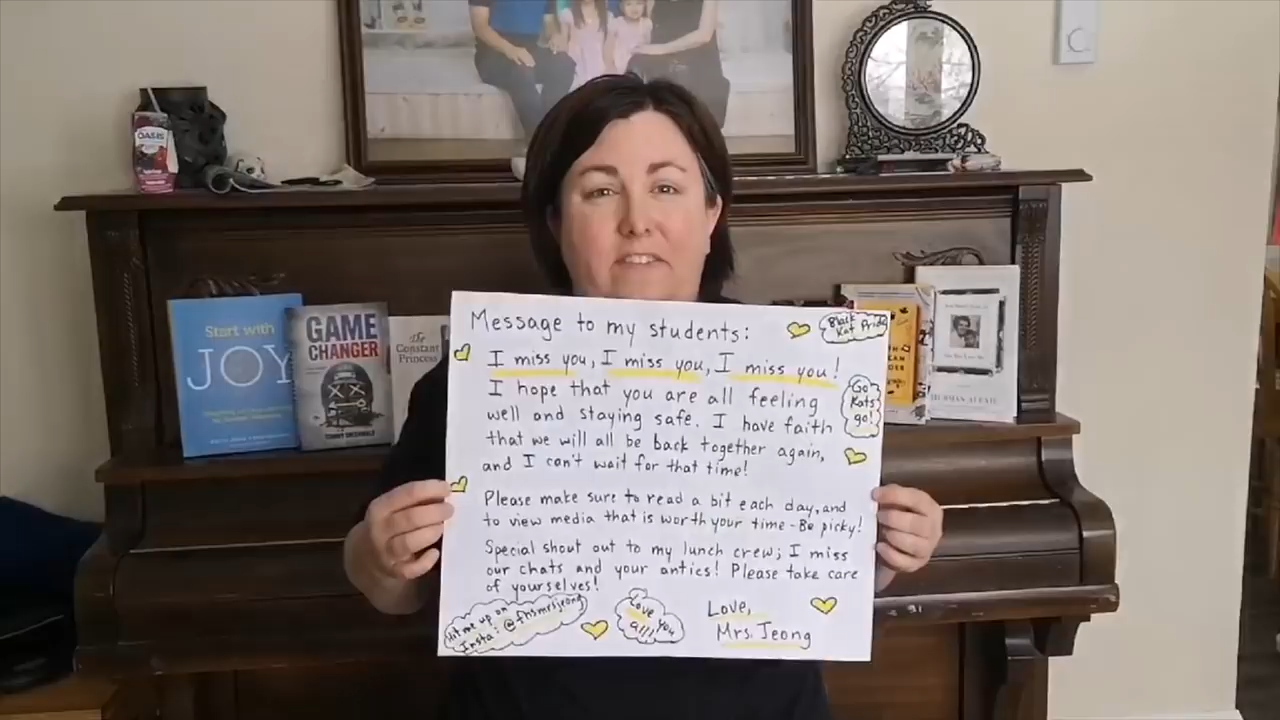 OASIS
Start with
JOY
GAME
CHANGER
TOMMY GREENWALD
The
Constant
Princess
Message to my students:
Black
Kat Pride
I miss you, I miss you, I miss you!
I hope that you are all feeling
well and staying safe. I have faith
that we will all be back together again,
and I can't wait for that time!
Go
Kats
go!
Please make sure to read a bit each day, and
to view media that is worth your time - Be picky!
Special shout out to my lunch crew; I miss
our chats and your antics! Please take care
of yourselves!
Hit me up on
Insta: @fhsmrsjeong
Love you
all!
Love,
Mrs. Jeong
SHERMAN ALEXIE